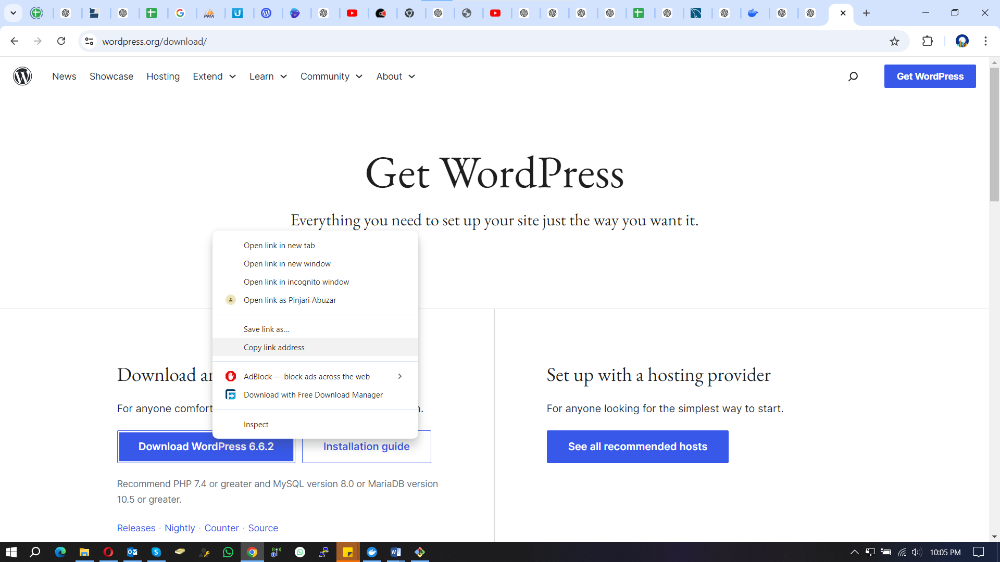 PMA
wordpress.org/download/
News Showcase Hosting Extend Learn Community About
Get WordPress
Get WordPress
Everything you need to set up your site just the way you want it.
Open link in new tab
Open link in new window
Open link in incognito window
Open link as Pinjari Abuzar
Save link as...
Copy link address
AdBlock — block ads across the web
Download with Free Download Manager
Inspect
Download
For anyone
Download WordPress 6.6.2
Installation guide
Recommend PHP 7.4 or greater and MySQL version 8.0 or MariaDB version
10.5 or greater.
Releases · Nightly · Counter · Source
Set up with a hosting provider
For anyone looking for the simplest way to start.
See all recommended hosts
10:05 PM